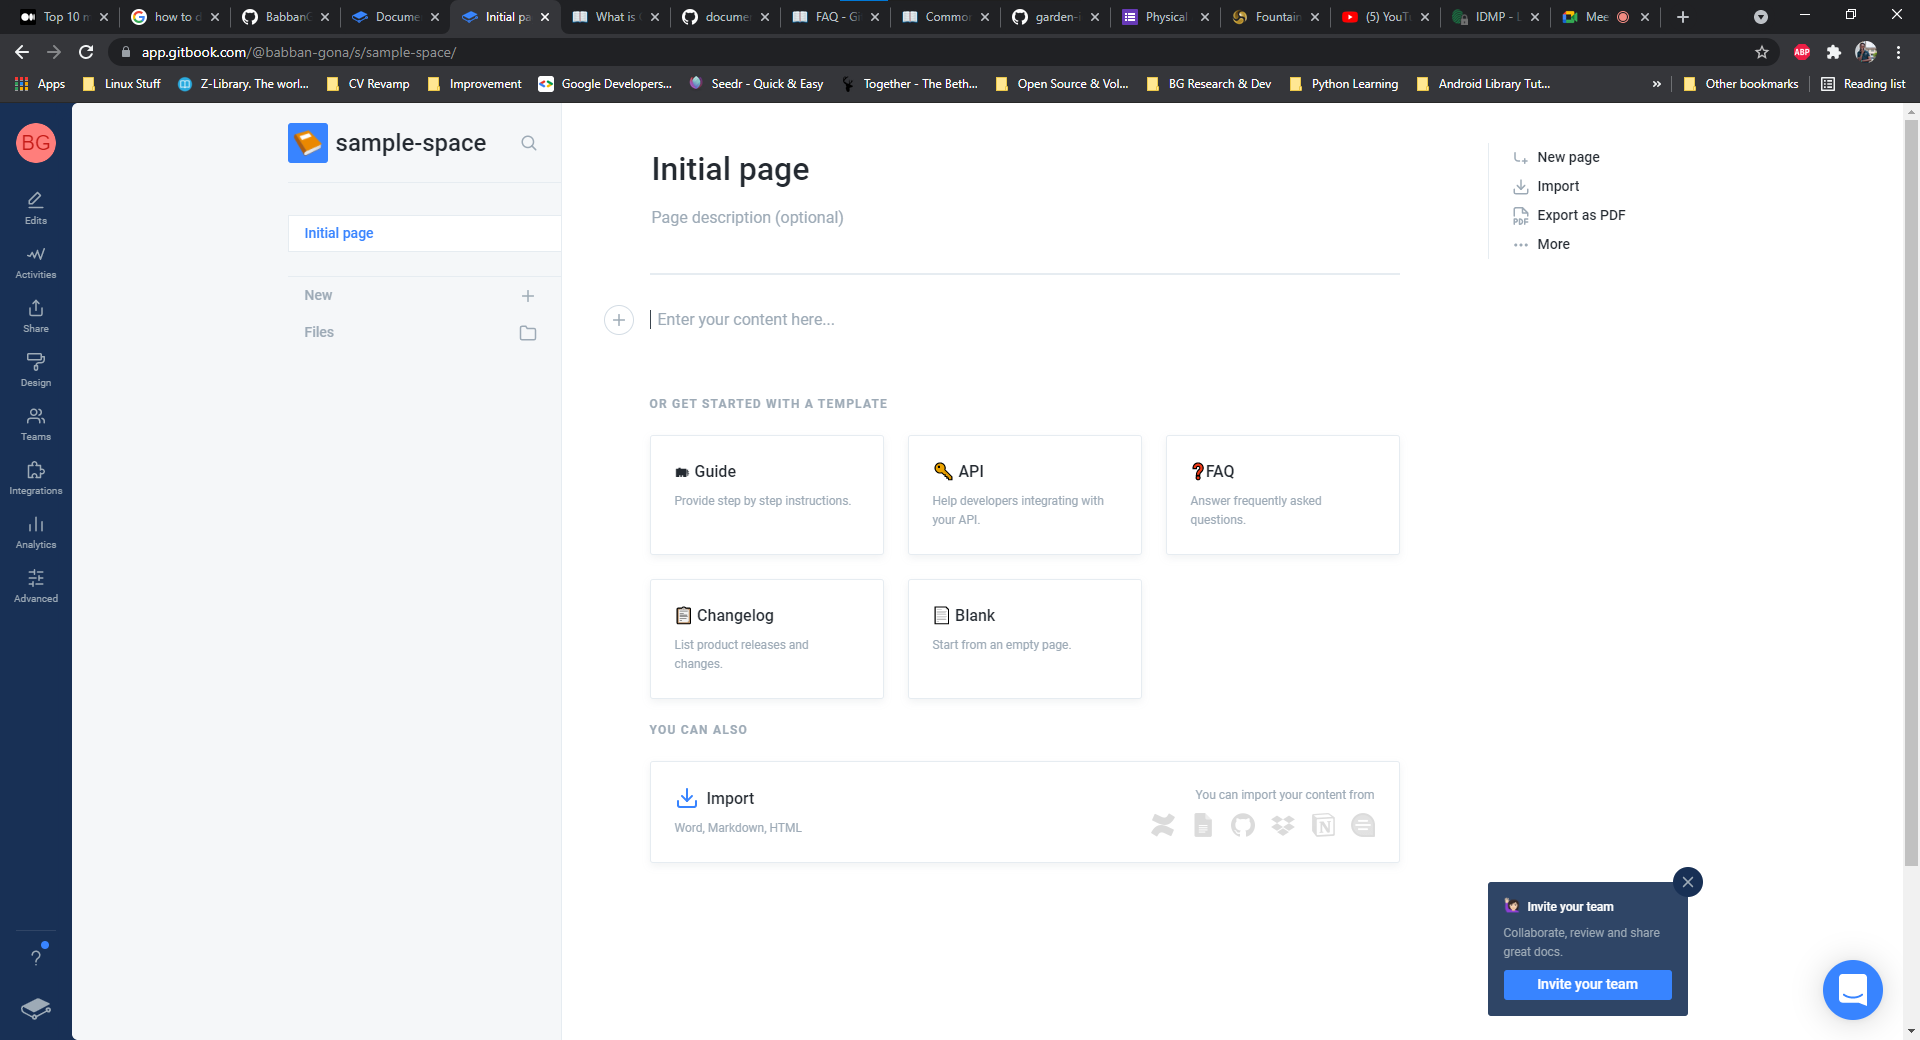 Top 10 m
how to d
Babban
Docume
Initial pa
What is
docume
FAQ - Gi
Commo
garden-
Physical
Fountain
(5) YouTu
IDMP - L
Mee
app.gitbook.com/@babban-gona/s/sample-space/
ABP
Apps
Linux Stuff
Z-Library. The worl...
CV Revamp
Improvement
Google Developers...
Seedr - Quick & Easy
Together - The Beth...
Open Source & Vol...
BG Research & Dev
Python Learning
Android Library Tut...
»
Other bookmarks
Reading list
BG
Edits
Activities
Share
Design
Teams
Integrations
Analytics
Advanced
?
sample-space
Initial page
New
Files
Initial page
Page description (optional)
Enter your content here...
New page
Import
PDF
Export as PDF
More
OR GET STARTED WITH A TEMPLATE
Guide
Provide step by step instructions.
API
Help developers integrating with
your API.
❓FAQ
Answer frequently asked
questions.
Changelog
List product releases and
changes.
Blank
Start from an empty page.
YOU CAN ALSO
Import
Word, Markdown, HTML
You can import your content from
N
Invite your team
Collaborate, review and share
great docs.
Invite your team